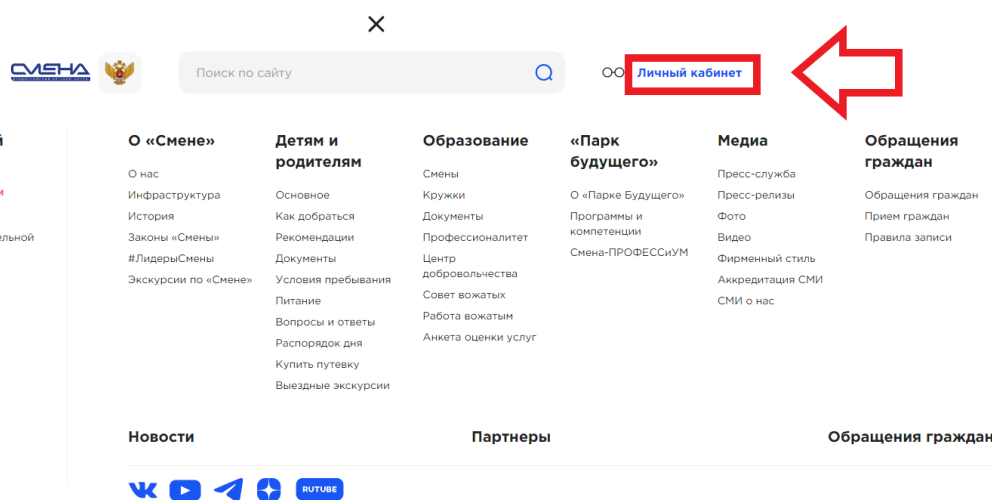 СМЕНА
Поиск по сайту
Личный кабинет
й
и
ельной
О «Смене»
О нас
Инфраструктура
История
Законы «Смены»
#ЛидерыСмены
Экскурсии по «Смене»
Детям и
родителям
Основное
Как добраться
Рекомендации
Документы
Условия пребывания
Питание
Вопросы и ответы
Распорядок дня
Купить путевку
Выездные экскурсии
Образование
Смены
Кружки
Документы
Профессионалитет
Центр
добровольчества
Совет вожатых
Работа вожатым
Анкета оценки услуг
«Парк
будущего»
О «Парке Будущего»
Программы и
компетенции
Смена-ПРОФЕССиУМ
Медиа
Пресс-служба
Пресс-релизы
Фото
Видео
Фирменный стиль
Аккредитация СМИ
СМИ о нас
Обращения
граждан
Обращения граждан
Прием граждан
Правила записи
Новости
Партнеры
Обращения граждан
RUTUBE